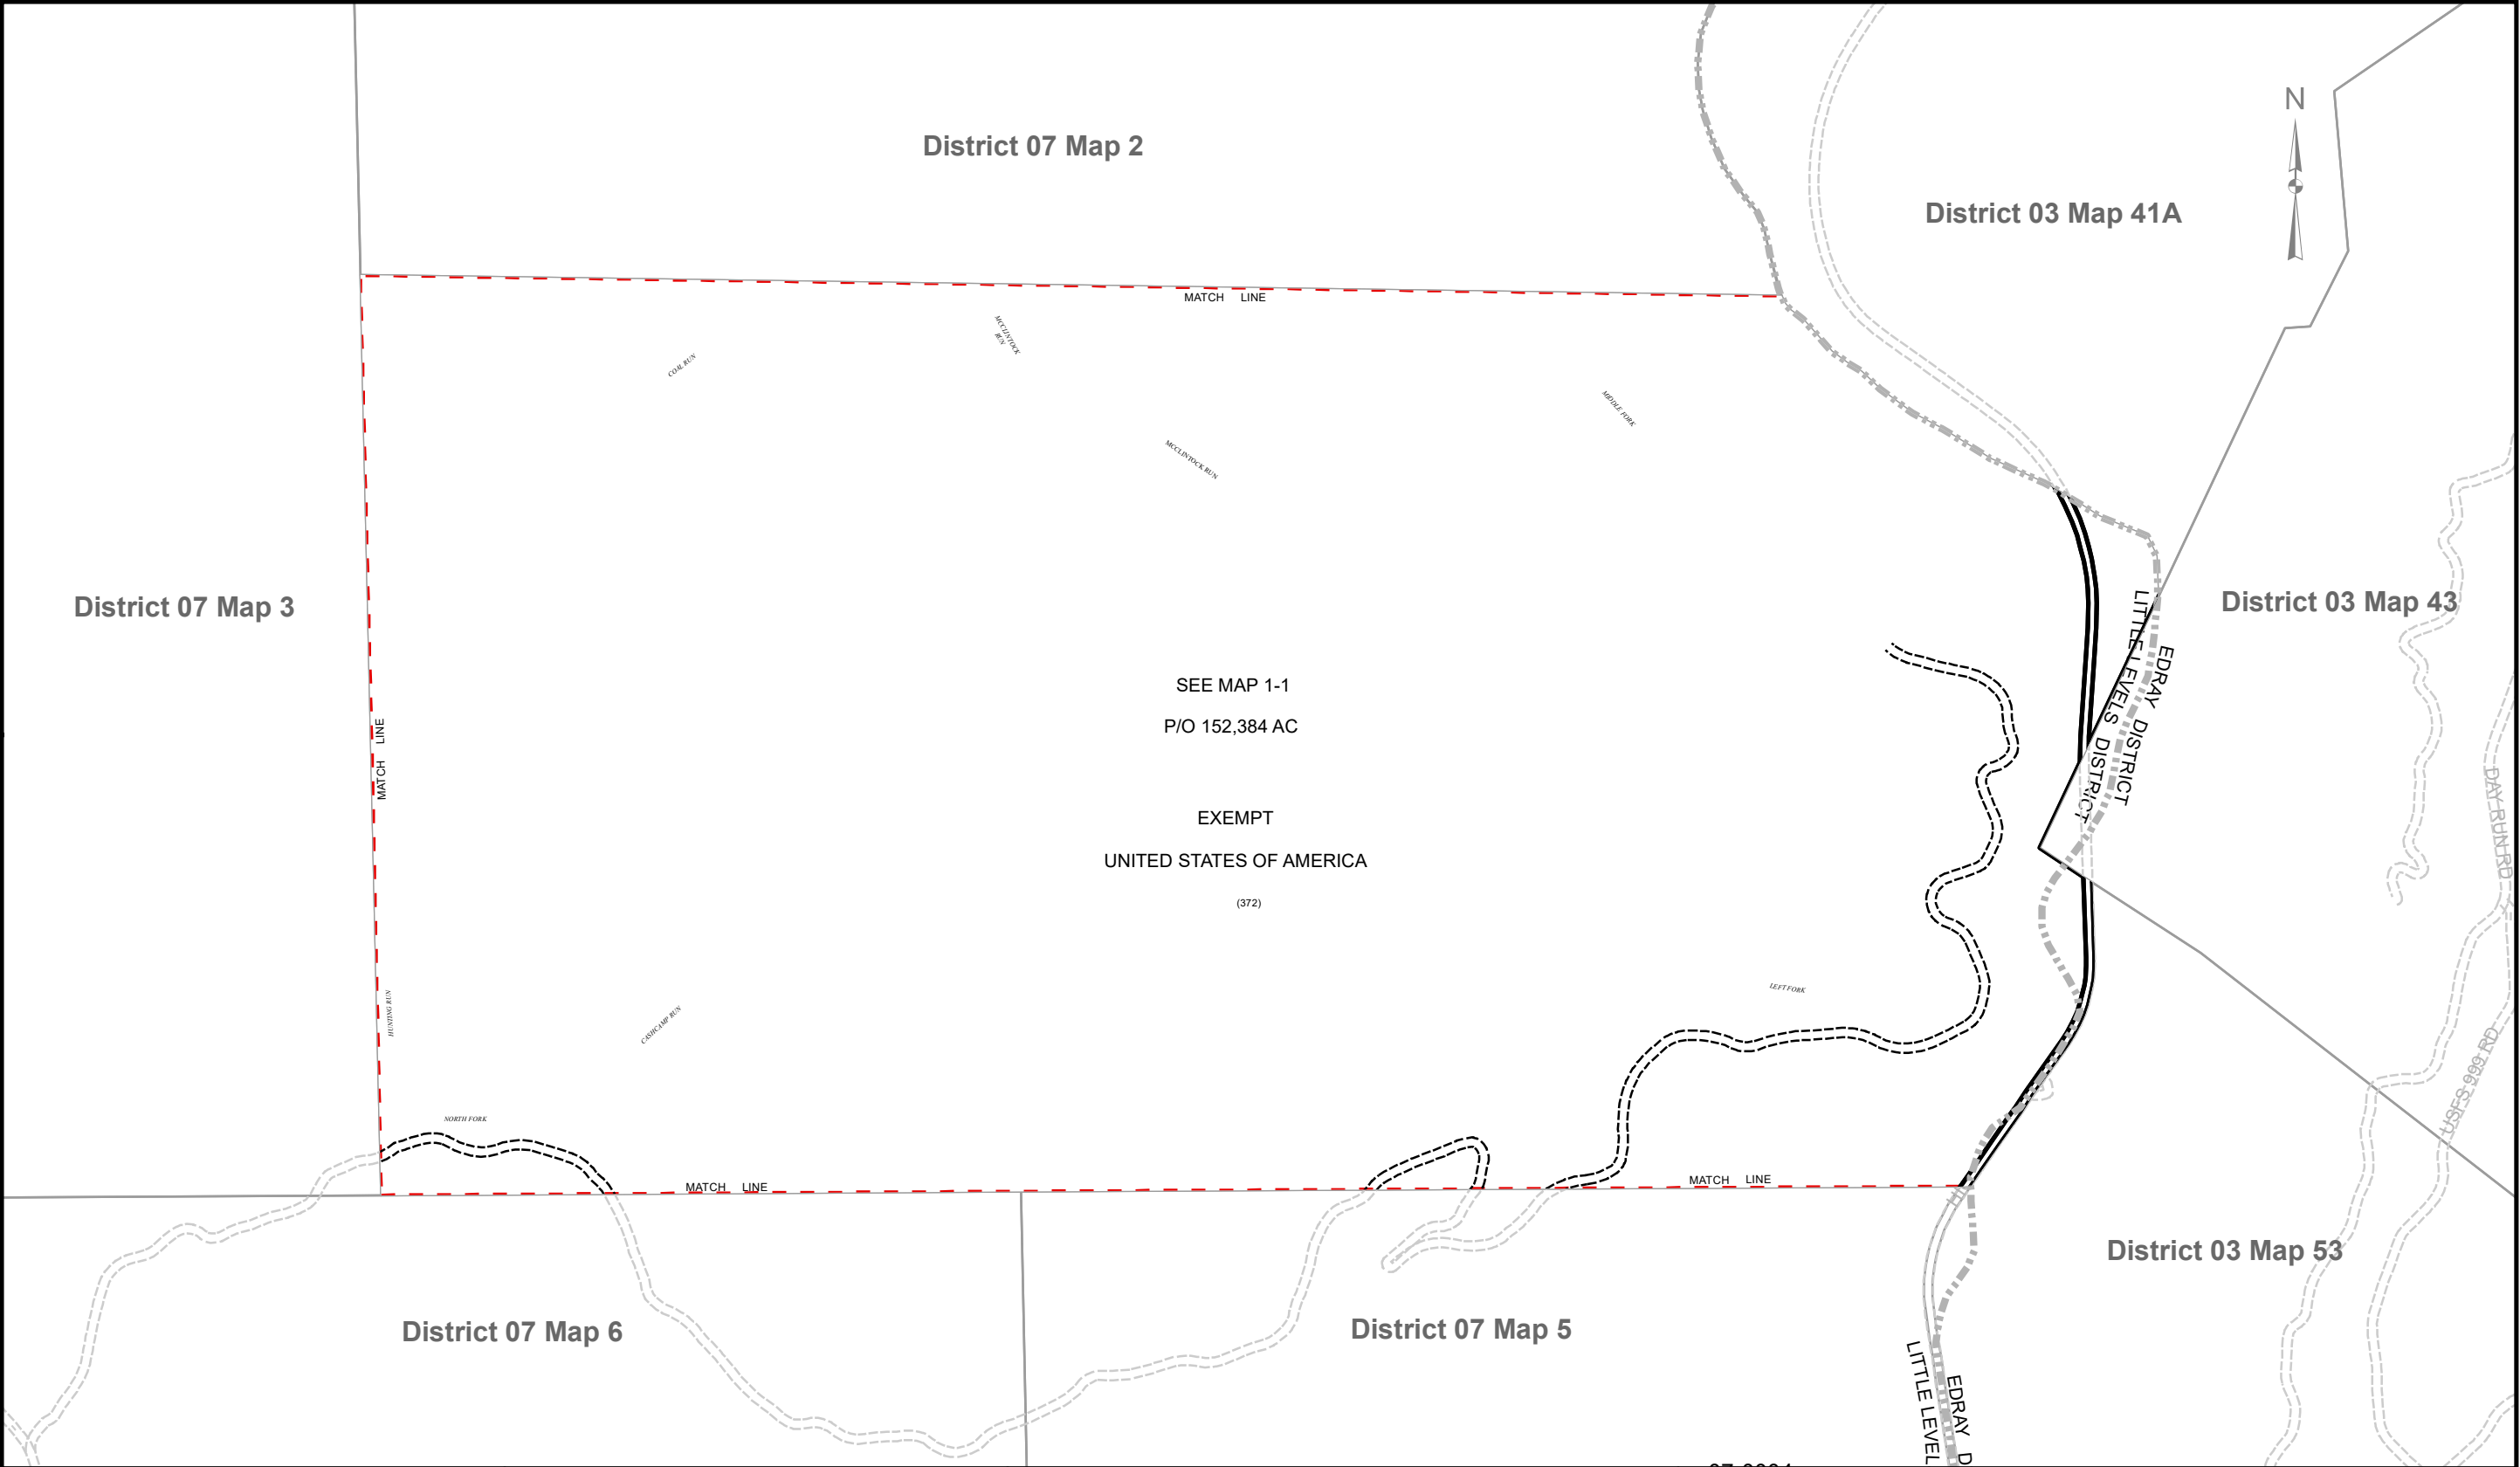 N
District 07 Map 2
District 03 Map 41A
MATCH LINE
MCCLINTOCK
RUN
COAL RUN
MIDDLE FORK
MCCLINTOCK RUN
District 07 Map 3
District 03 Map 43
LITTLE LEVELS DISTRICT
EDRAY DISTRICT
SEE MAP 1-1
P/O 152,384 AC
MATCH LINE
EXEMPT
UNITED STATES OF AMERICA
(372)
DAY RUN RD
LEFT FORK
HUNTING RUN
CASHCAMP RUN
USFS 999 RD
NORTH FORK
MATCH LINE
MATCH LINE
District 03 Map 53
District 07 Map 6
District 07 Map 5
LITTLE LEVEL
EDRAY D